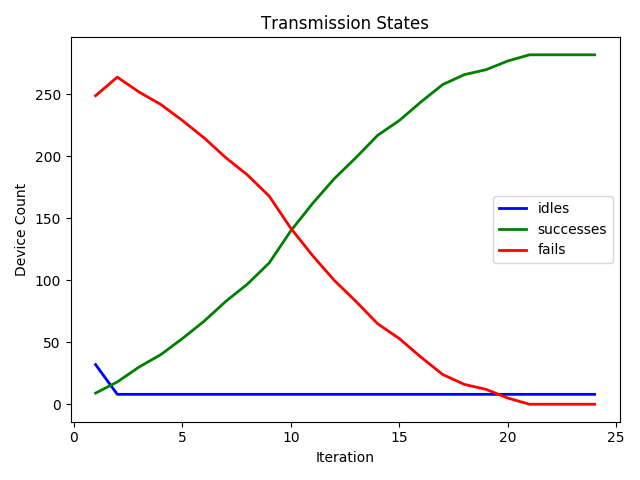 Transmission States
Device Count
250
200
150
100
50
0
idles
successes
fails
0 5 10 15 20 25
Iteration